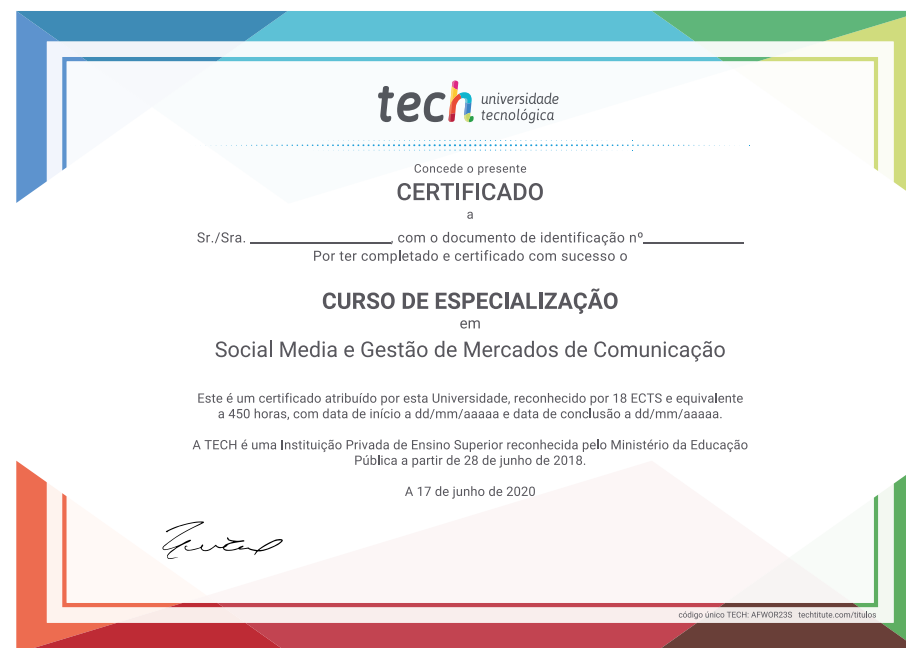 tech universidade
tecnológica
Concede o presente
CERTIFICADO
a
Sr./Sra. ____________________, com o documento de identificação nº______________
Por ter completado e certificado com sucesso o
CURSO DE ESPECIALIZAÇÃO
em
Social Media e Gestão de Mercados de Comunicação
Este é um certificado atribuído por esta Universidade, reconhecido por 18 ECTS e equivalente
a 450 horas, com data de início a dd/mm/aaaaa e data de conclusão a dd/mm/aaaaa.
A TECH é uma Instituição Privada de Ensino Superior reconhecida pelo Ministério da Educação
Pública a partir de 28 de junho de 2018.
A 17 de junho de 2020
código único TECH: AFWOR23S techtitute.com/titulos